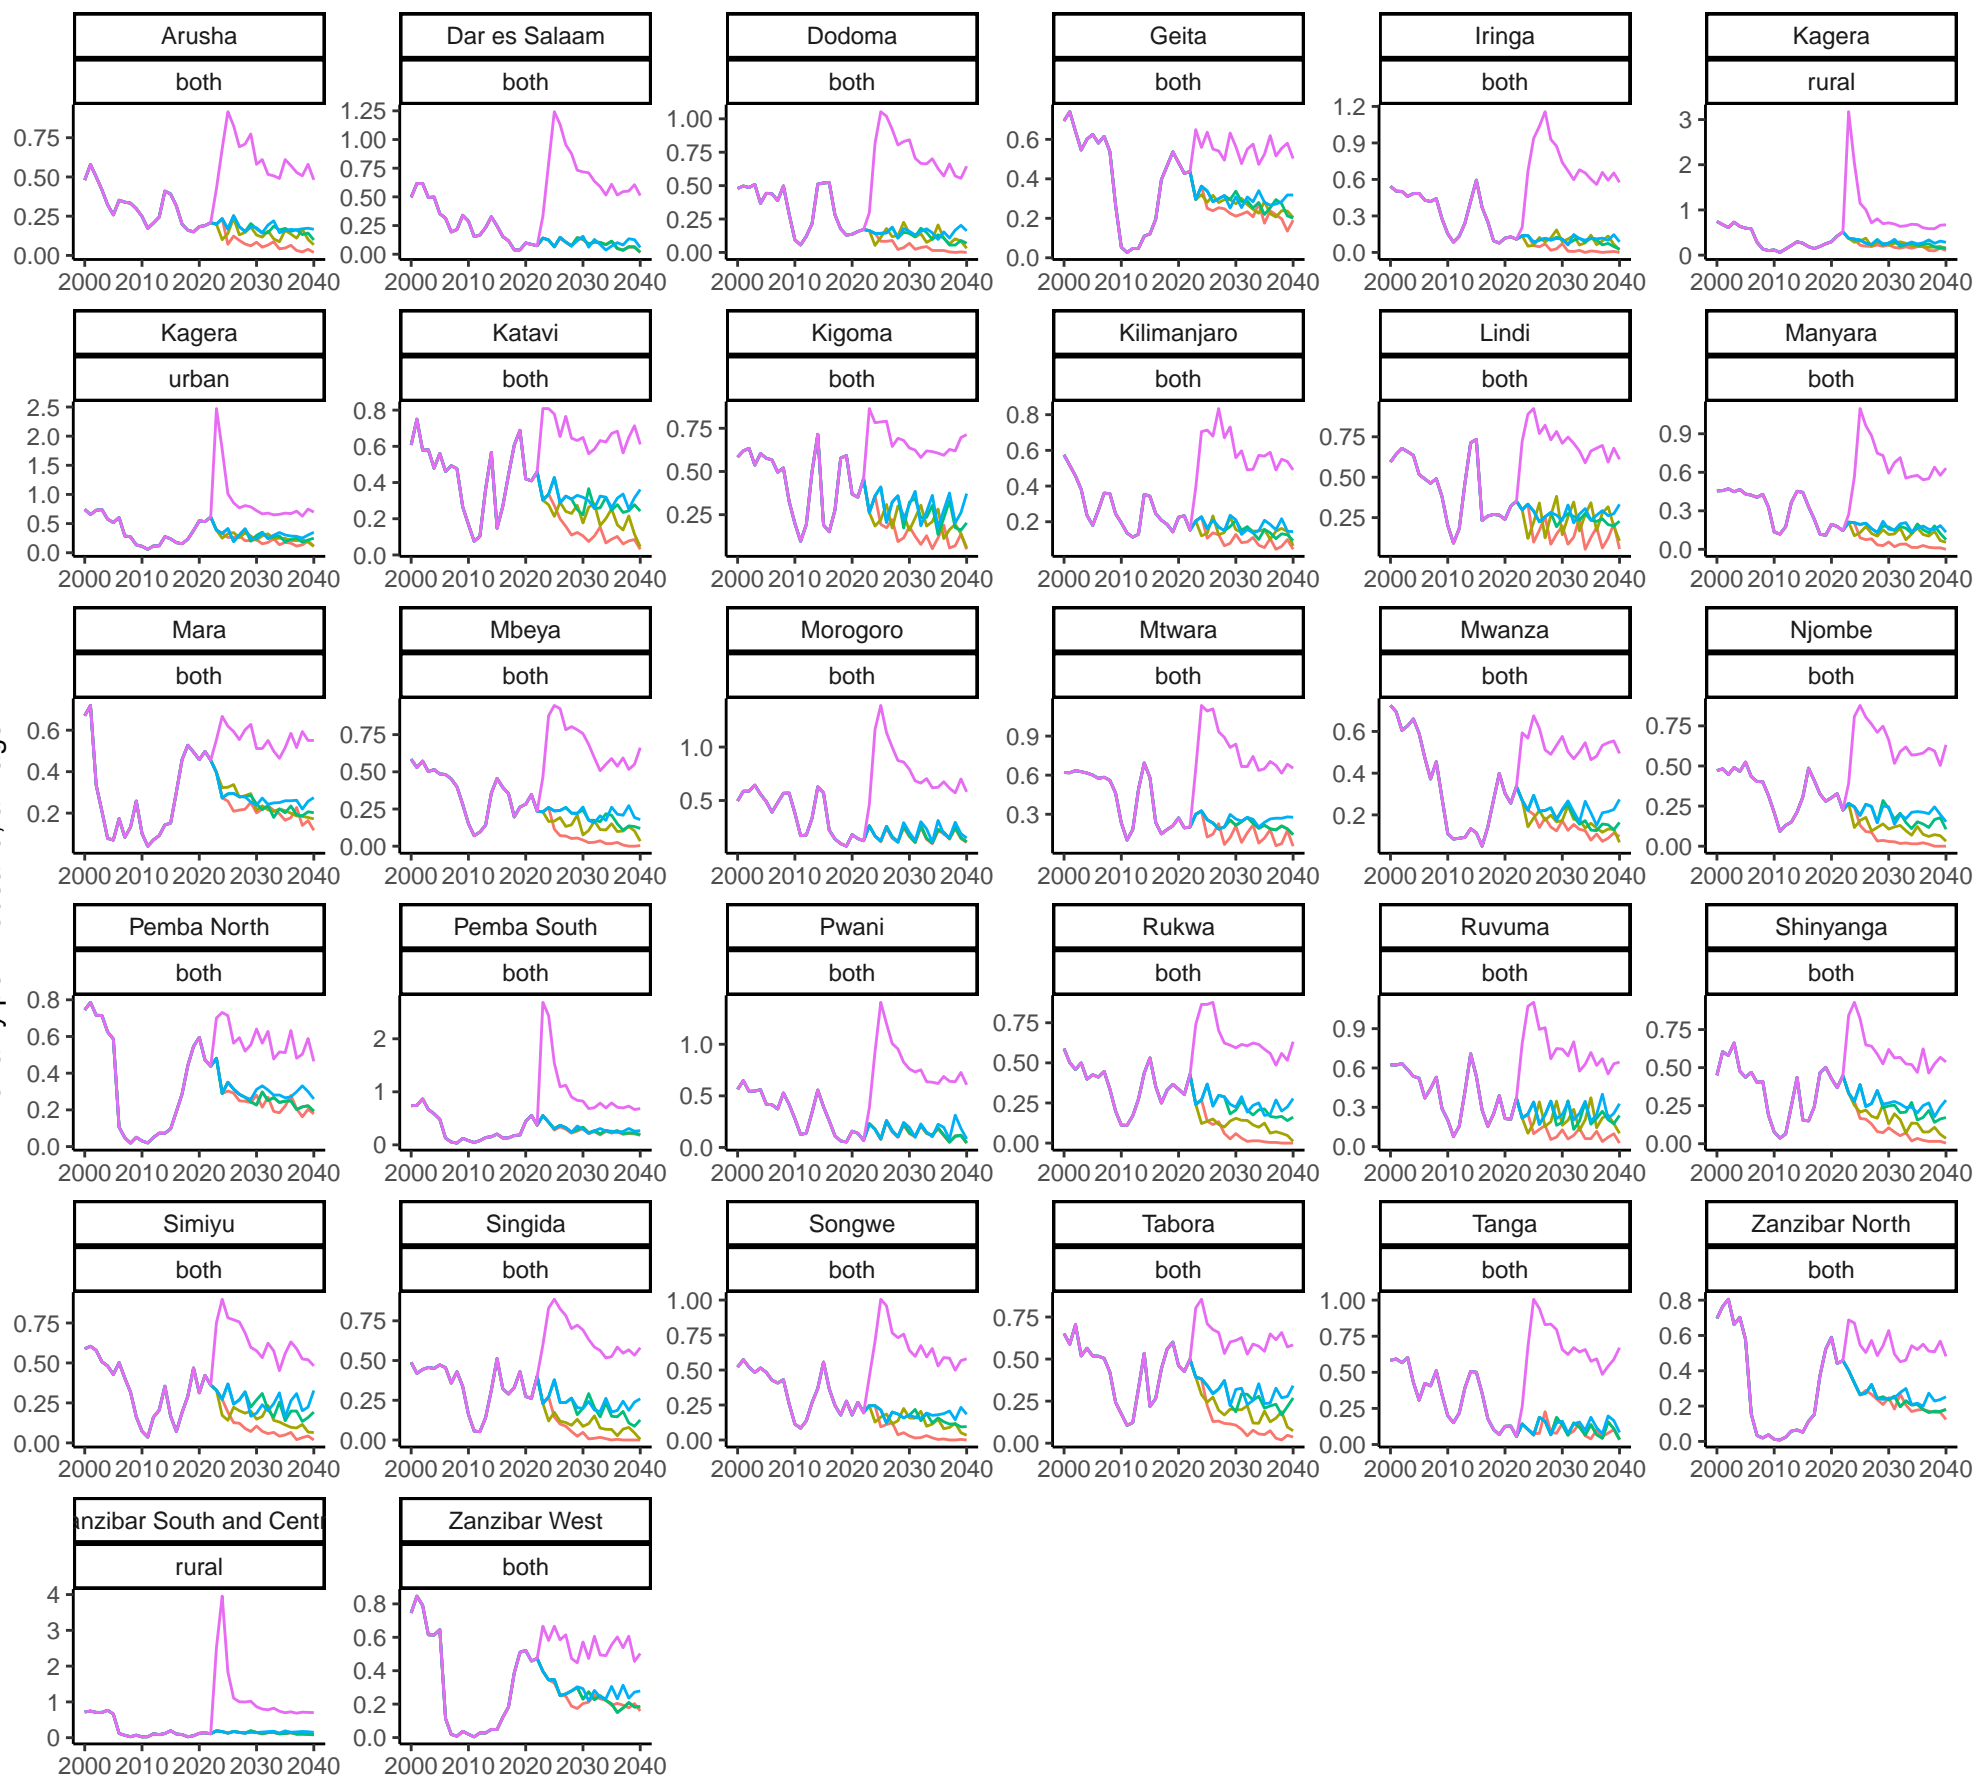 Arusha
both
0.75
0.50
0.25
0.00
2000 2010 2020 2030 2040
Dar es Salaam
both
1.25
1.00
0.75
0.50
0.25
0.00
2000 2010 2020 2030 2040
Dodoma
both
1.00
0.75
0.50
0.25
0.00
2000 2010 2020 2030 2040
Geita
both
0.6
0.4
0.2
0.0
2000 2010 2020 2030 2040
Iringa
both
1.2
0.9
0.6
0.3
0.0
2000 2010 2020 2030 2040
Kagera
rural
3
2
1
0
2000 2010 2020 2030 2040
Kagera
urban
2.5
2.0
1.5
1.0
0.5
0.0
2000 2010 2020 2030 2040
Katavi
both
0.8
0.6
0.4
0.2
0.0
2000 2010 2020 2030 2040
Kigoma
both
0.75
0.50
0.25
2000 2010 2020 2030 2040
Kilimanjaro
both
0.8
0.6
0.4
0.2
2000 2010 2020 2030 2040
Lindi
both
0.75
0.50
0.25
2000 2010 2020 2030 2040
Manyara
both
0.9
0.6
0.3
0.0
2000 2010 2020 2030 2040
Mara
both
0.6
0.4
0.2
2000 2010 2020 2030 2040
Mbeya
both
0.75
0.50
0.25
0.00
2000 2010 2020 2030 2040
Morogoro
both
1.0
0.5
2000 2010 2020 2030 2040
Mtwara
both
0.9
0.6
0.3
2000 2010 2020 2030 2040
Mwanza
both
0.6
0.4
0.2
2000 2010 2020 2030 2040
Njombe
both
0.75
0.50
0.25
0.00
2000 2010 2020 2030 2040
Pemba North
both
0.8
0.6
0.4
0.2
0.0
2000 2010 2020 2030 2040
Pemba South
both
2
1
0
2000 2010 2020 2030 2040
Pwani
both
1.0
0.5
0.0
2000 2010 2020 2030 2040
Rukwa
both
0.75
0.50
0.25
0.00
2000 2010 2020 2030 2040
Ruvuma
both
0.9
0.6
0.3
0.0
2000 2010 2020 2030 2040
Shinyanga
both
0.75
0.50
0.25
0.00
2000 2010 2020 2030 2040
Simiyu
both
0.75
0.50
0.25
0.00
2000 2010 2020 2030 2040
Singida
both
0.75
0.50
0.25
0.00
2000 2010 2020 2030 2040
Songwe
both
1.00
0.75
0.50
0.25
0.00
2000 2010 2020 2030 2040
Tabora
both
0.75
0.50
0.25
0.00
2000 2010 2020 2030 2040
Tanga
both
1.00
0.75
0.50
0.25
0.00
2000 2010 2020 2030 2040
Zanzibar North
both
0.8
0.6
0.4
0.2
0.0
2000 2010 2020 2030 2040
anzibar South and Centr
rural
4
3
2
1
0
2000 2010 2020 2030 2040
Zanzibar West
both
0.8
0.6
0.4
0.2
0.0
2000 2010 2020 2030 2040